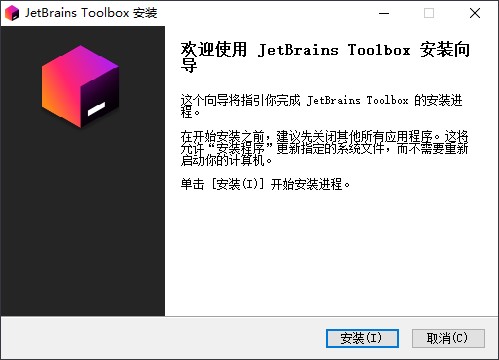 JetBrains Toolbox 安装
欢迎使用 JetBrains Toolbox 安装向
导
这个向导将指引你完成 JetBrains Toolbox 的安装进
程。
在开始安装之前，建议先关闭其他所有应用程序。这将
允许“安装程序”更新指定的系统文件，而不需要重新
启动你的计算机。
单击 [安装(I)] 开始安装进程。
安装(I)
取消(C)